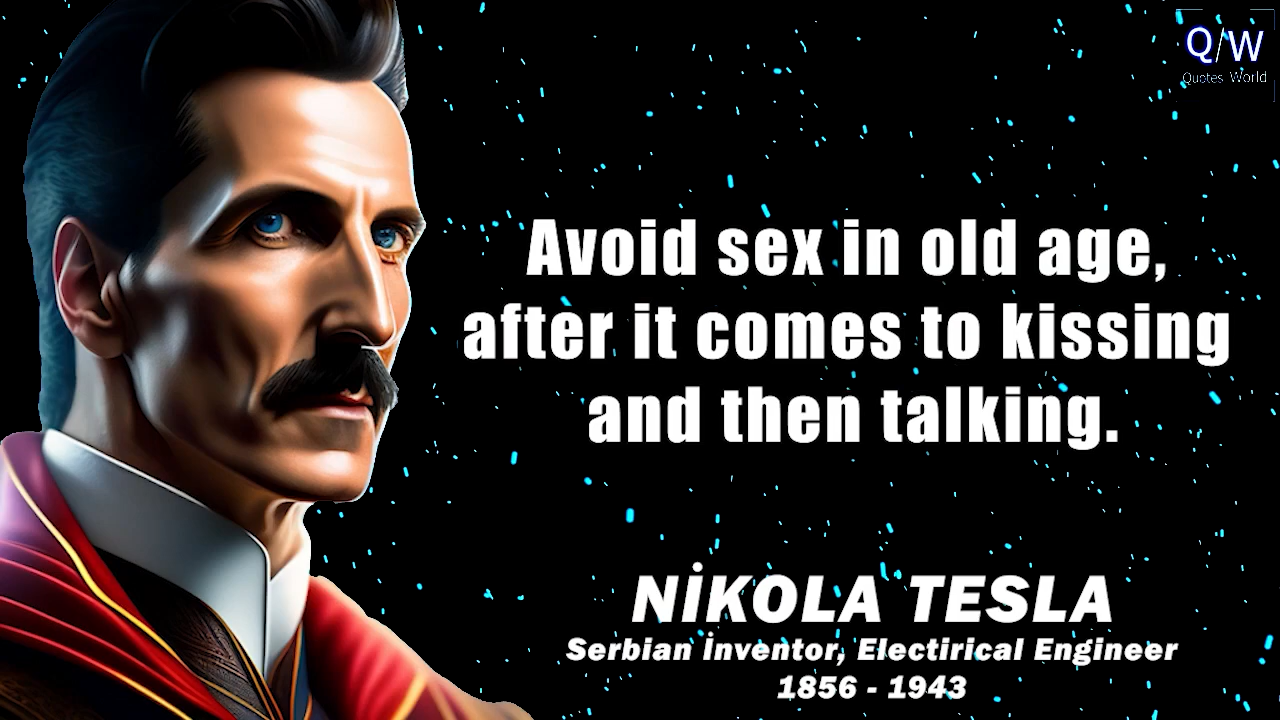 Q/W
Quotes World
Avoid sex in old age,
after it comes to kissing
and then talking.
NİKOLA TESLA
Serbian İnventor, Electirical Engineer
1856 - 1943